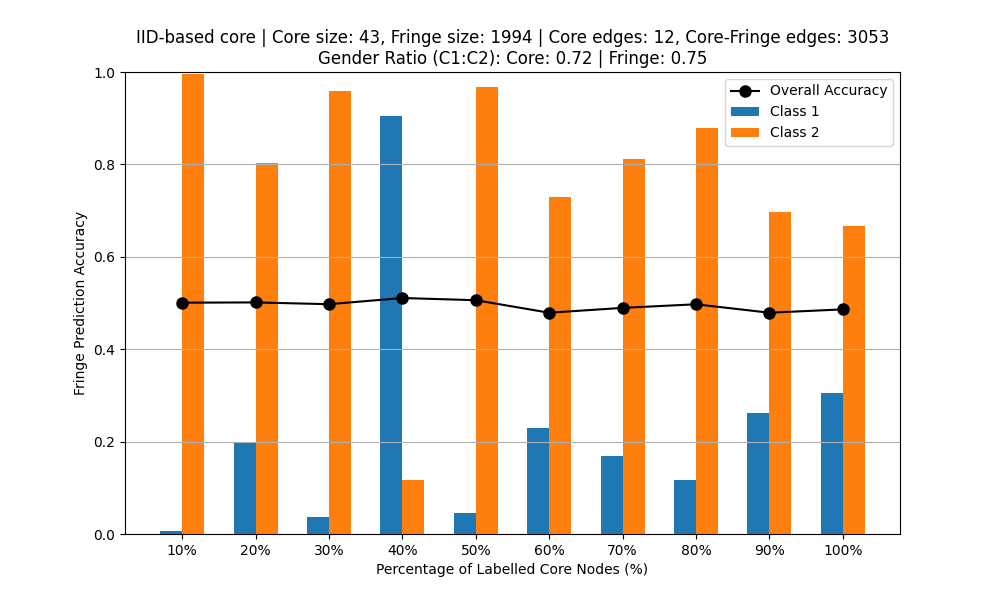 IID-based core | Core size: 43, Fringe size: 1994 | Core edges: 12, Core-Fringe edges: 3053
Gender Ratio (C1:C2): Core: 0.72 | Fringe: 0.75
Overall Accuracy
Class 1
Class 2
Fringe Prediction Accuracy
1.0
0.8
0.6
0.4
0.2
0.0
10% 20% 30% 40% 50% 60% 70% 80% 90% 100%
Percentage of Labelled Core Nodes (%)